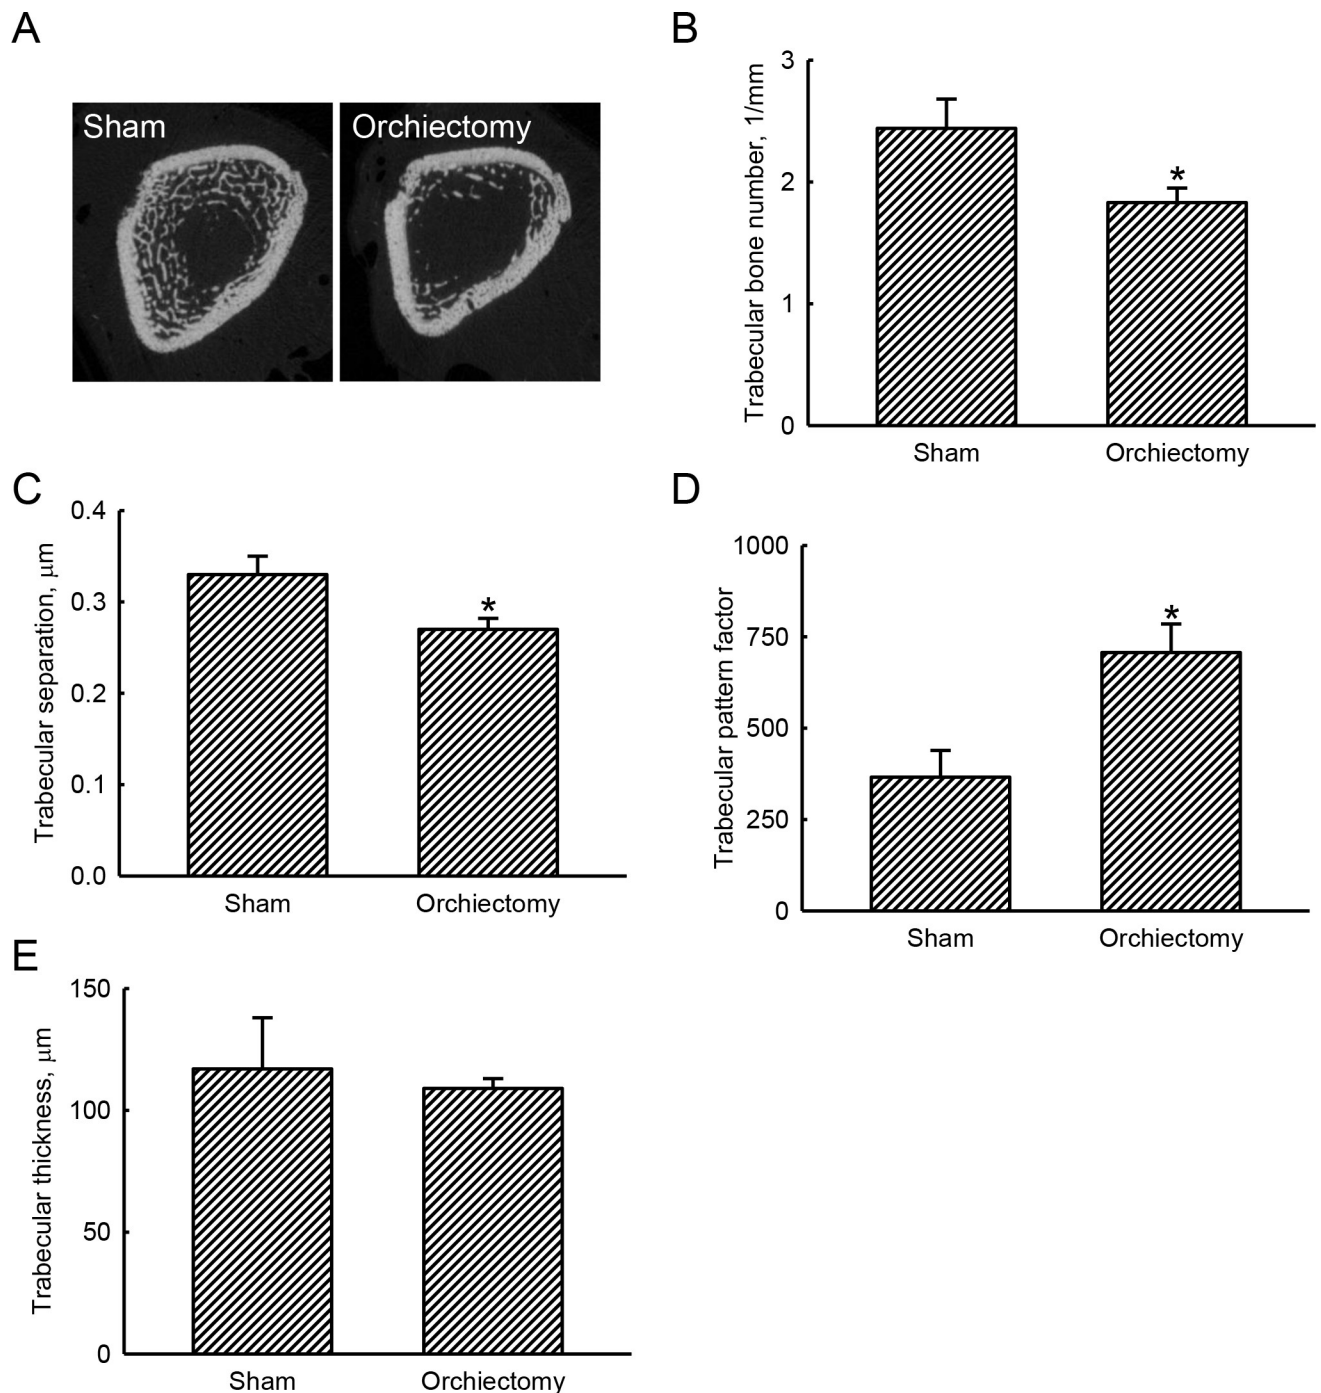 A
Sham
Orchiectomy
B
Trabecular bone number, 1/mm
3
2
1
0
*
Sham
Orchiectomy
C
Trabecular separation, μm
0.4
0.3
0.2
0.1
0.0
*
Sham
Orchiectomy
D
Trabecular pattern factor
1000
750
500
250
0
*
Sham
Orchiectomy
E
Trabecular thickness, μm
150
100
50
0
Sham
Orchiectomy